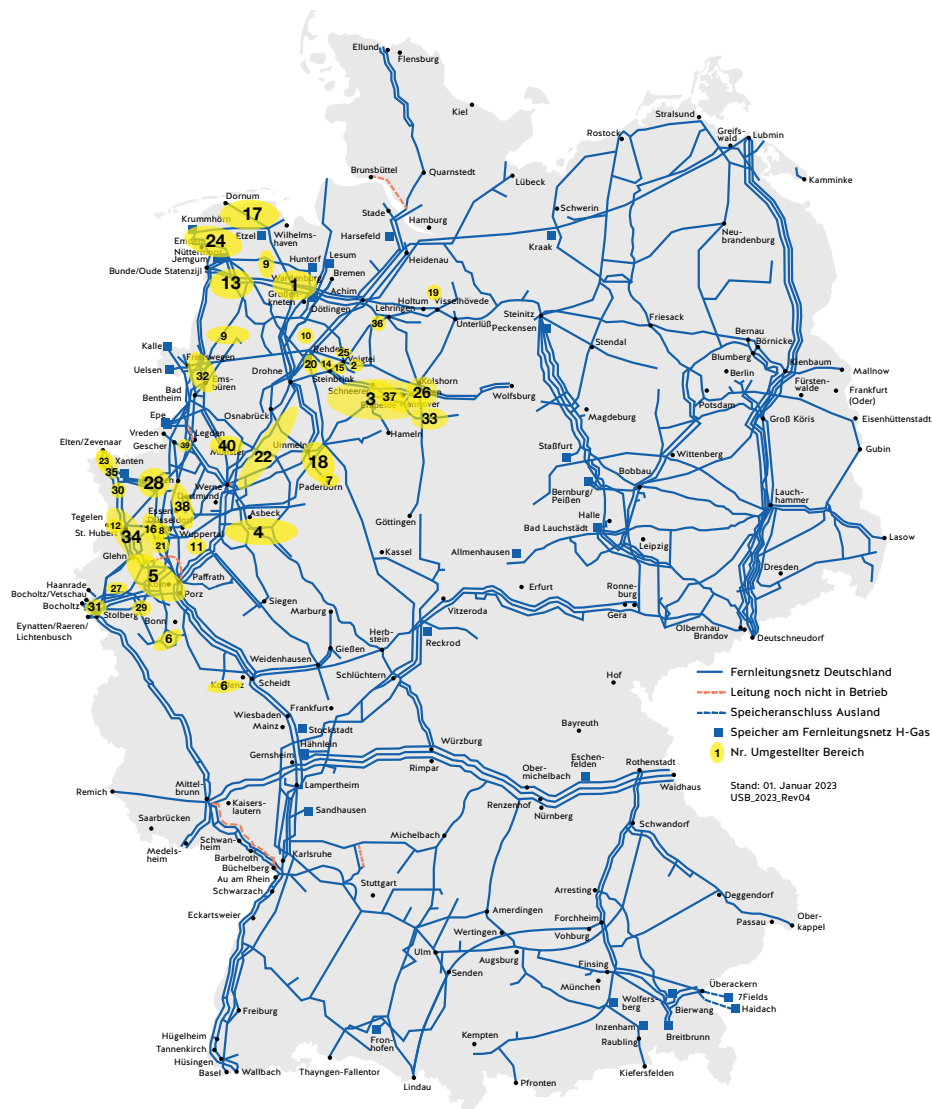 Ellund
Flensburg
Kiel
Stralsund
Rostock
Greifs-
wald
Lubmin
Brunsbüttel
Quarnstedt
Lübeck
Kamminke
Dornum
Krummhörn
17
Stade
Hamburg
Schwerin
Neu-
brandenburg
Emden
24
Etzel
Wilhelms-
haven
Harsefeld
Kraak
Jemgum
Bunde/Oude Statenzijl
9
Huntorf
Lesum
Bremen
Heidenau
13
1
Großen-
kneten
Achim
Dötlingen
19
Holtum
Visselhövede
Lehringen
36
Unterlüß
Steinitz
Peckensen
Friesack
Stendal
Bernau
Börnicke
Blumberg
Berlin
Kienbaum
Mallnow
Kalle
9
10
Rehden
25
Voigtei
20
14
15
2
Uelsen
Frenswegen
32
Ems-
büren
Drohne
Steinbrink
Bad
Bentheim
Schneeren
Kolshorn
3
37
26
Hannover
33
Wolfsburg
Magdeburg
Potsdam
Fürsten-
walde
Frankfurt
(Oder)
Epe
Osnabrück
Hameln
Groß Köris
Eisenhüttenstadt
Vreden
Gescher
Legden
39
40
Münster
Ummeln
22
18
7
Paderborn
Staßfurt
Wittenberg
Gubin
Elten/Zevenaar
23
Xanten
35
30
28
Werne
Dortmund
38
Bernburg/
Peißen
Bobbau
Lauch-
hammer
Tegelen
12
St. Hubert
34
Essen
Düsseldorf
16
8
21
Wuppertal
11
Asbeck
4
Göttingen
Halle
Bad Lauchstädt
Leipzig
Lasow
Glehn
5
Paffrath
Kassel
Allmenhausen
Dresden
Haanrade
Bocholtz/Vetschau
Bocholtz
27
31
Stolberg
29
Porz
Siegen
Vitzeroda
Erfurt
Ronne-
burg
Gera
Eynatten/Raeren/
Lichtenbusch
Bonn
6
Marburg
Gießen
Herb-
stein
Reckrod
Olbernhau
Brandov
Deutschneudorf
Weidenhausen
Schlüchtern
Koblenz
6
Scheidt
Hof
Fernleitungsnetz Deutschland
Leitung noch nicht in Betrieb
Speicheranschluss Ausland
Speicher am Fernleitungsnetz H-Gas
1
Nr. Umgestellter Bereich
Stand: 01. Januar 2023
USB_2023_Rev04
Wiesbaden
Frankfurt
Mainz
Stockstadt
Hähnlein
Gernsheim
Bayreuth
Würzburg
Rimpar
Eschen-
felden
Ober-
michelbach
Rothenstadt
Waidhaus
Remich
Mittel-
brunn
Kaisers-
lautern
Lampertheim
Sandhausen
Renzenhof
Nürnberg
Saarbrücken
Medels-
heim
Schwan-
heim
Barbelroth
Büchelberg
Au am Rhein
Schwarzach
Karlsruhe
Michelbach
Schwandorf
Stuttgart
Arresting
Deggendorf
Eckartsweier
Amerdingen
Wertingen
Forchheim
Vohburg
Passau
Ober-
kappel
Ulm
Senden
Augsburg
Finsing
München
Überackern
7Fields
Haidach
Wolfers-
berg
Bierwang
Freiburg
Hügelheim
Tannenkirch
Hüsingen
Basel
Wallbach
Fron-
hofen
Kempten
Inzenham
Raubling
Breitbrunn
Thayngen-Fallentor
Lindau
Pfronten
Kiefersfelden